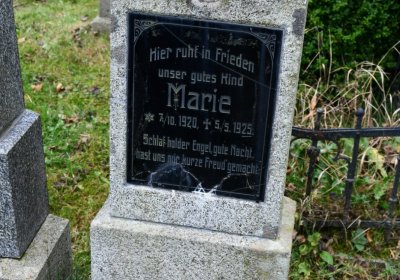 Hier ruht in Frieden
unser gutes Kind
Marie
✳ 7./10. 1920, ✝ 5./5. 1925.
Schlaf holder Engel, gute Nacht,
hast uns nur kurze Freud gemacht.